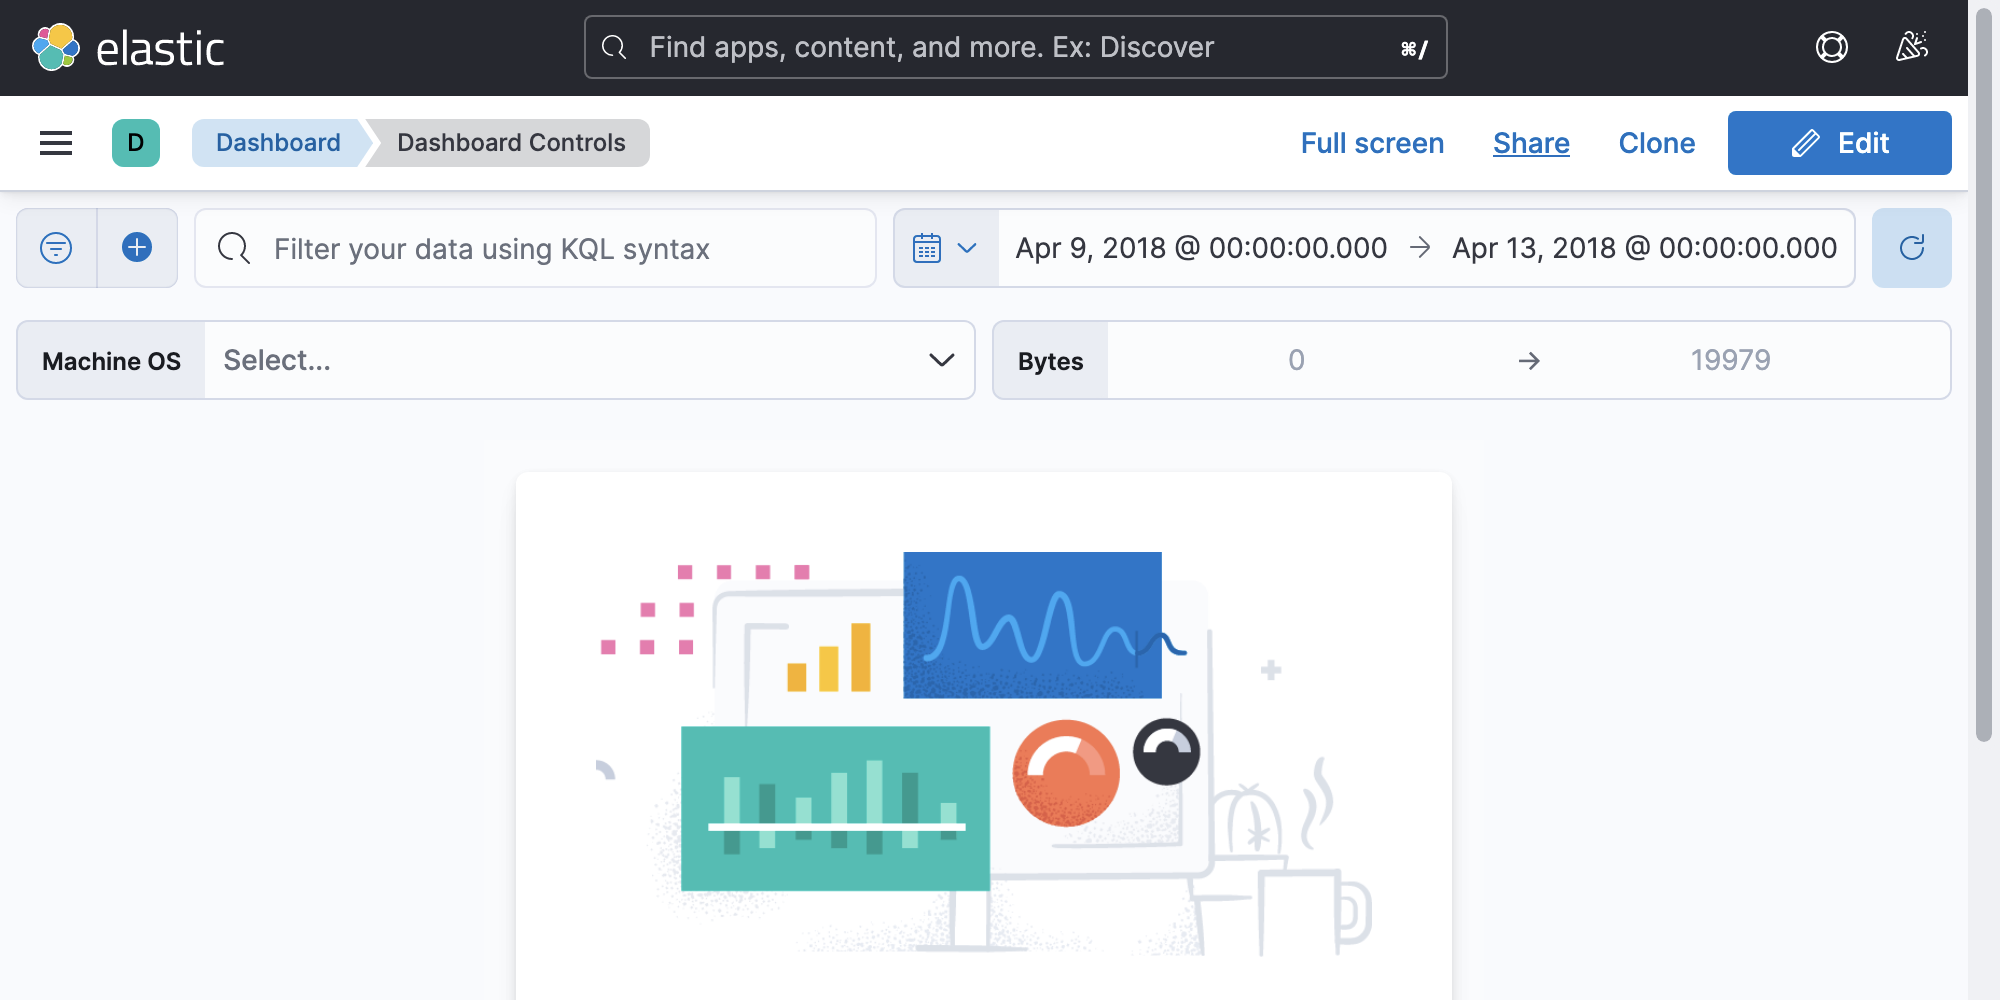 elastic
Find apps, content, and more. Ex: Discover ⌘/
D Dashboard Dashboard Controls Full screen Share Clone Edit
Filter your data using KQL syntax Apr 9, 2018 @ 00:00:00.000 → Apr 13, 2018 @ 00:00:00.000
Machine OS Select... Bytes 0 → 19979